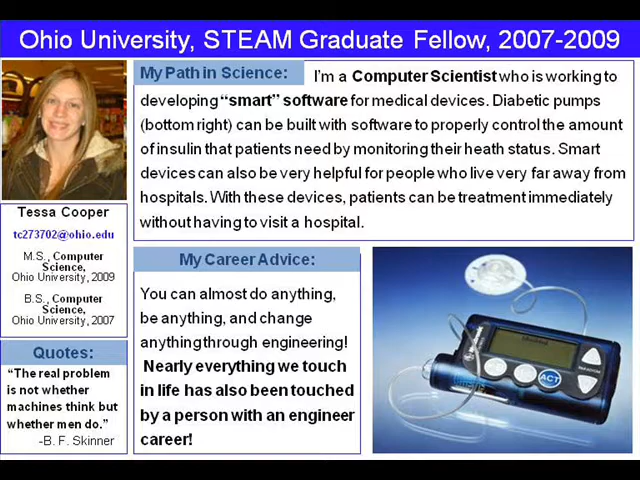 Ohio University, STEAM Graduate Fellow, 2007-2009
My Path in Science:
I'm a Computer Scientist who is working to
developing “smart” software for medical devices. Diabetic pumps
(bottom right) can be built with software to properly control the amount
of insulin that patients need by monitoring their heath status. Smart
devices can also be very helpful for people who live very far away from
hospitals. With these devices, patients can be treatment immediately
without having to visit a hospital.
Tessa Cooper
tc273702@ohio.edu
M.S., Computer
Science,
Ohio University, 2009
B.S., Computer
Science,
Ohio University, 2007
Quotes:
“The real problem
is not whether
machines think but
whether men do.”
-B. F. Skinner
My Career Advice:
You can almost do anything,
be anything, and change
anything through engineering!
Nearly everything we touch
in life has also been touched
by a person with an engineer
career!
ACT